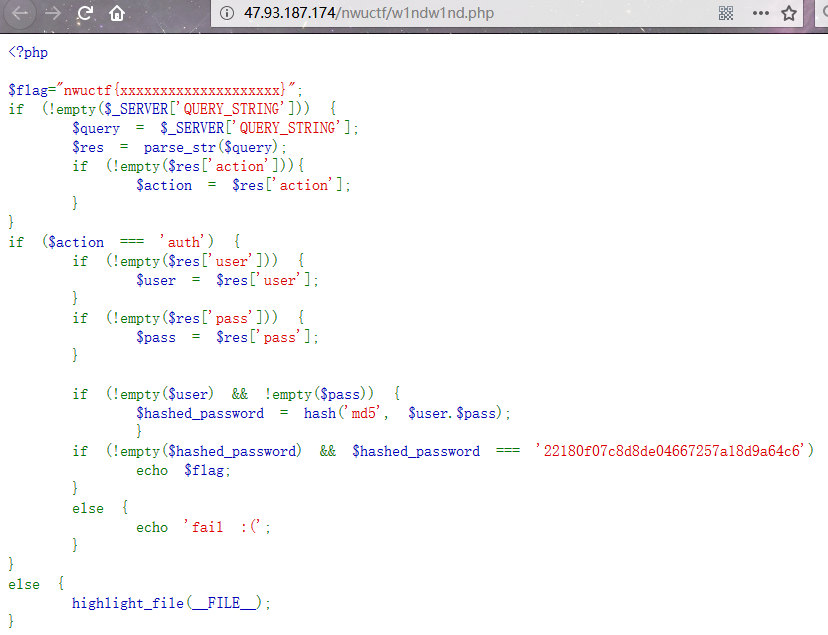 47.93.187.174/nwuctf/w1ndw1nd.php
<?php
$flag="nwuctf{xxxxxxxxxxxxxxxxxxxx}";
if (!empty($_SERVER['QUERY_STRING'])) {
$query = $_SERVER['QUERY_STRING'];
$res = parse_str($query);
if (!empty($res['action'])){
$action = $res['action'];
}
}
if ($action === 'auth') {
if (!empty($res['user'])) {
$user = $res['user'];
}
if (!empty($res['pass'])) {
$pass = $res['pass'];
}
if (!empty($user) && !empty($pass)) {
$hashed_password = hash('md5', $user.$pass);
}
if (!empty($hashed_password) && $hashed_password === '22180f07c8d8de04667257a18d9a64c6')
echo $flag;
}
else {
echo 'fail :(';
}
}
else {
highlight_file(__FILE__);
}